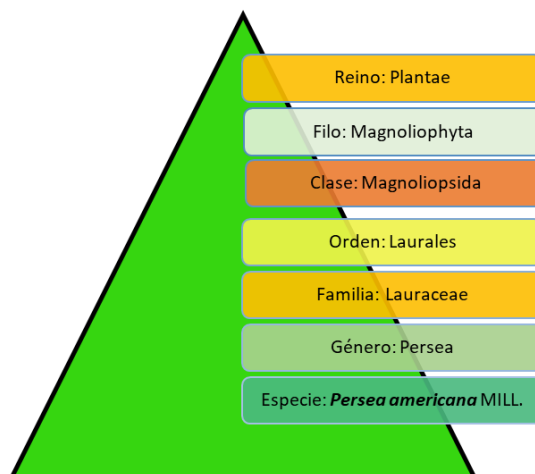 Reino: Plantae
Filo: Magnoliophyta
Clase: Magnoliopsida
Orden: Laurales
Familia: Lauraceae
Género: Persea
Especie: Persea americana MILL.